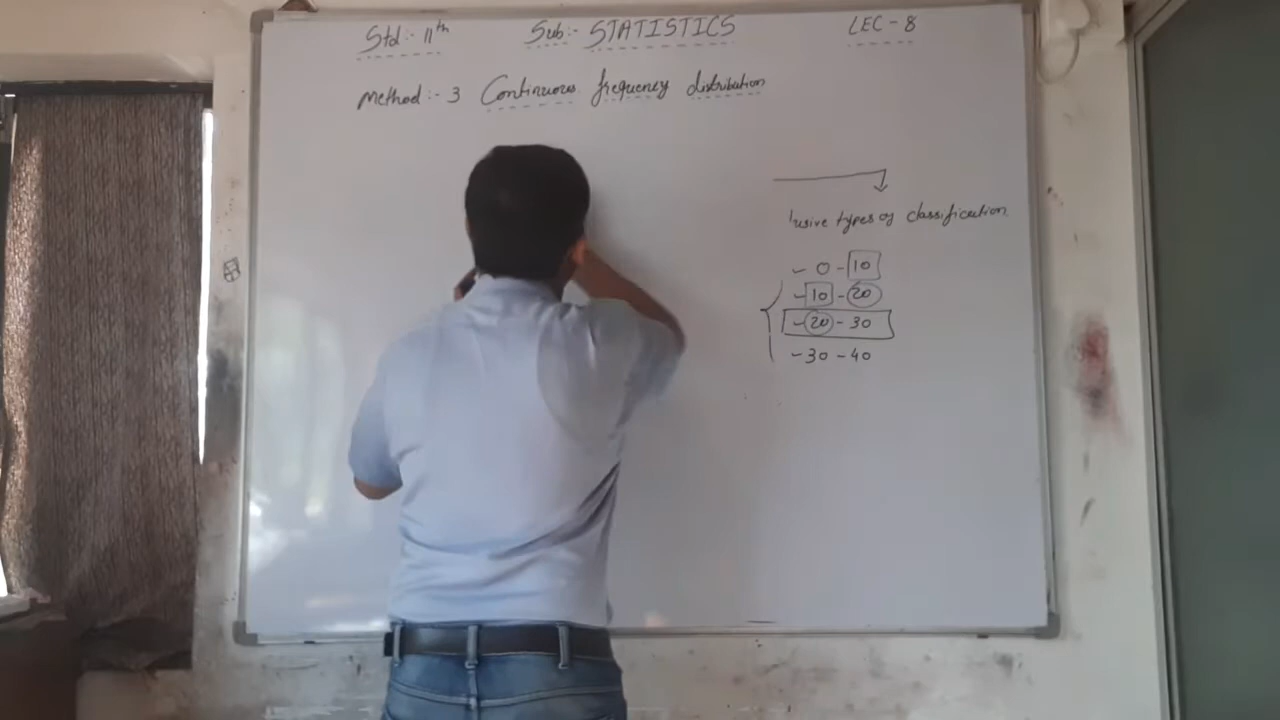 Std:- 11th Sub:- STATISTICS LEC - 8
Method:- 3 Continuous frequency distribution
lusive types of classification
- 0 - 10
- 10 - 20
- 20 - 30
- 30 - 40